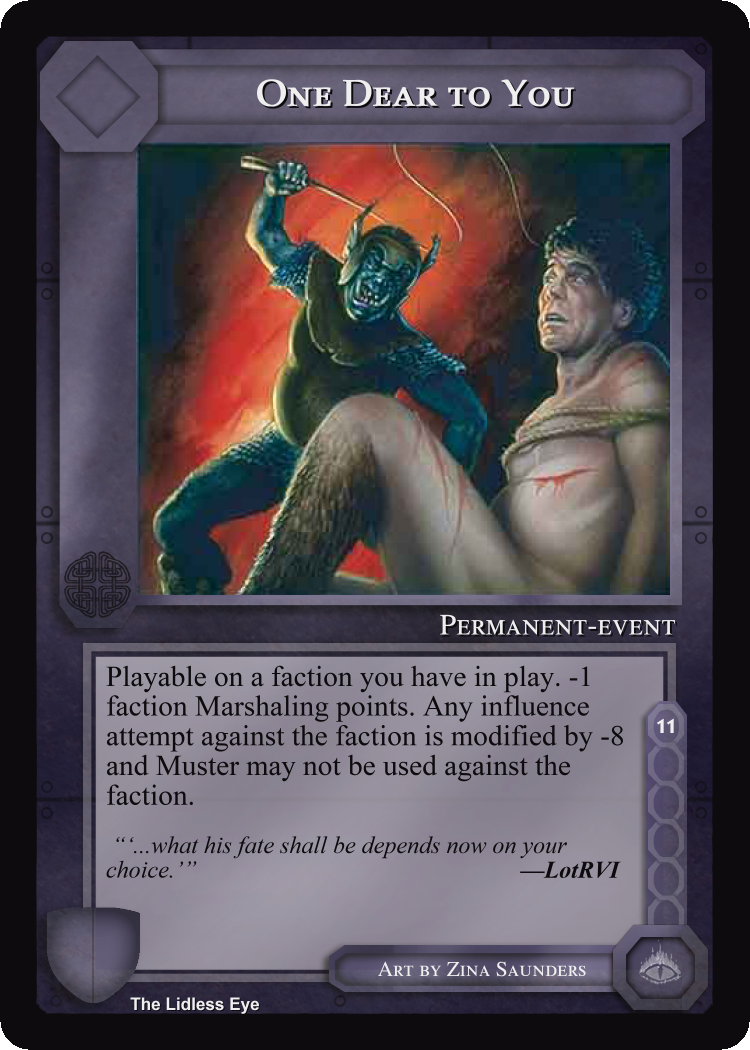 One Dear to You
Permanent-event
Playable on a faction you have in play. -1
faction Marshaling points. Any influence
attempt against the faction is modified by -8
and Muster may not be used against the
faction.
11
“‘...what his fate shall be depends now on your
choice.’”
—LotRVI
Art by Zina Saunders
The Lidless Eye